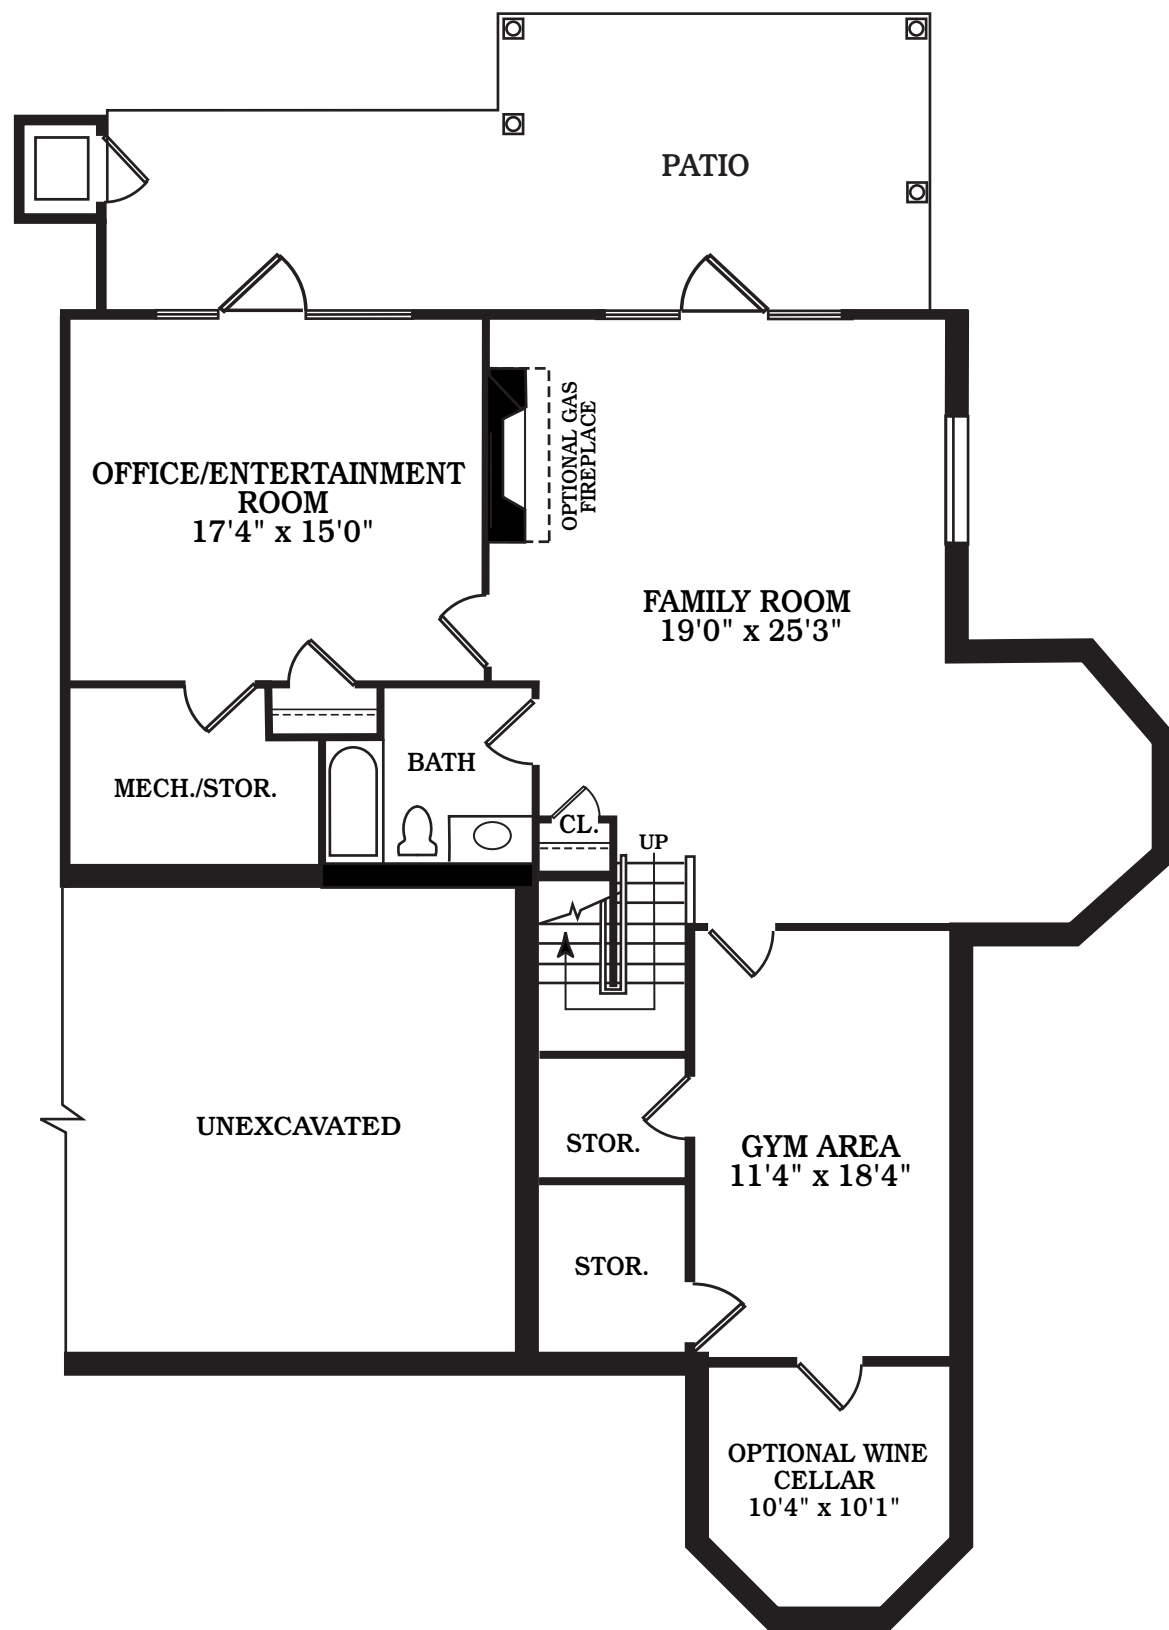 PATIO
OFFICE/ENTERTAINMENT
ROOM
17'4" x 15'0"
OPTIONAL GAS
FIREPLACE
FAMILY ROOM
19'0" x 25'3"
MECH./STOR.
BATH
CL.
UP
UNEXCAVATED
STOR.
GYM AREA
11'4" x 18'4"
STOR.
OPTIONAL WINE
CELLAR
10'4" x 10'1"